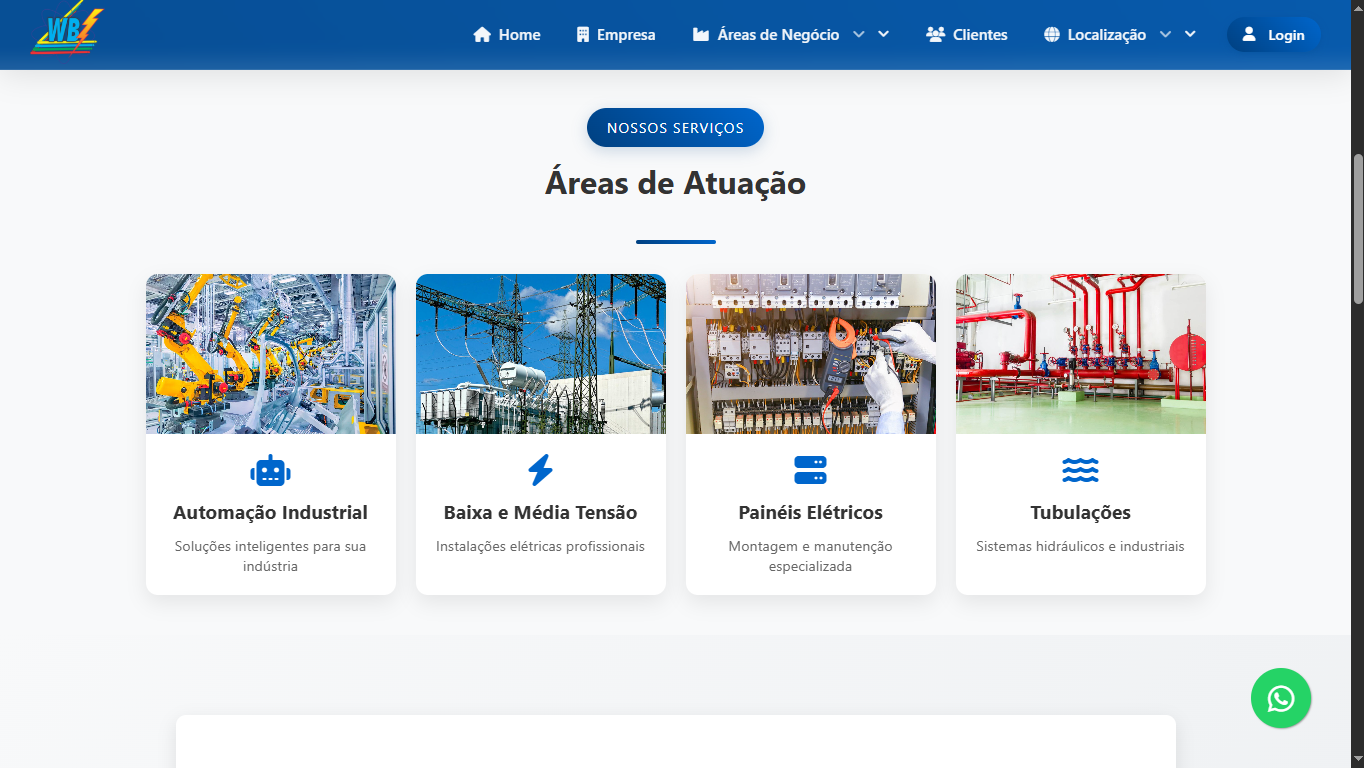 WB
Home
Empresa
Áreas de Negócio
Clientes
Localização
Login
NOSSOS SERVIÇOS
Áreas de Atuação
Automação Industrial
Soluções inteligentes para sua
indústria
Baixa e Média Tensão
Instalações elétricas profissionais
Painéis Elétricos
Montagem e manutenção
especializada
Tubulações
Sistemas hidráulicos e industriais